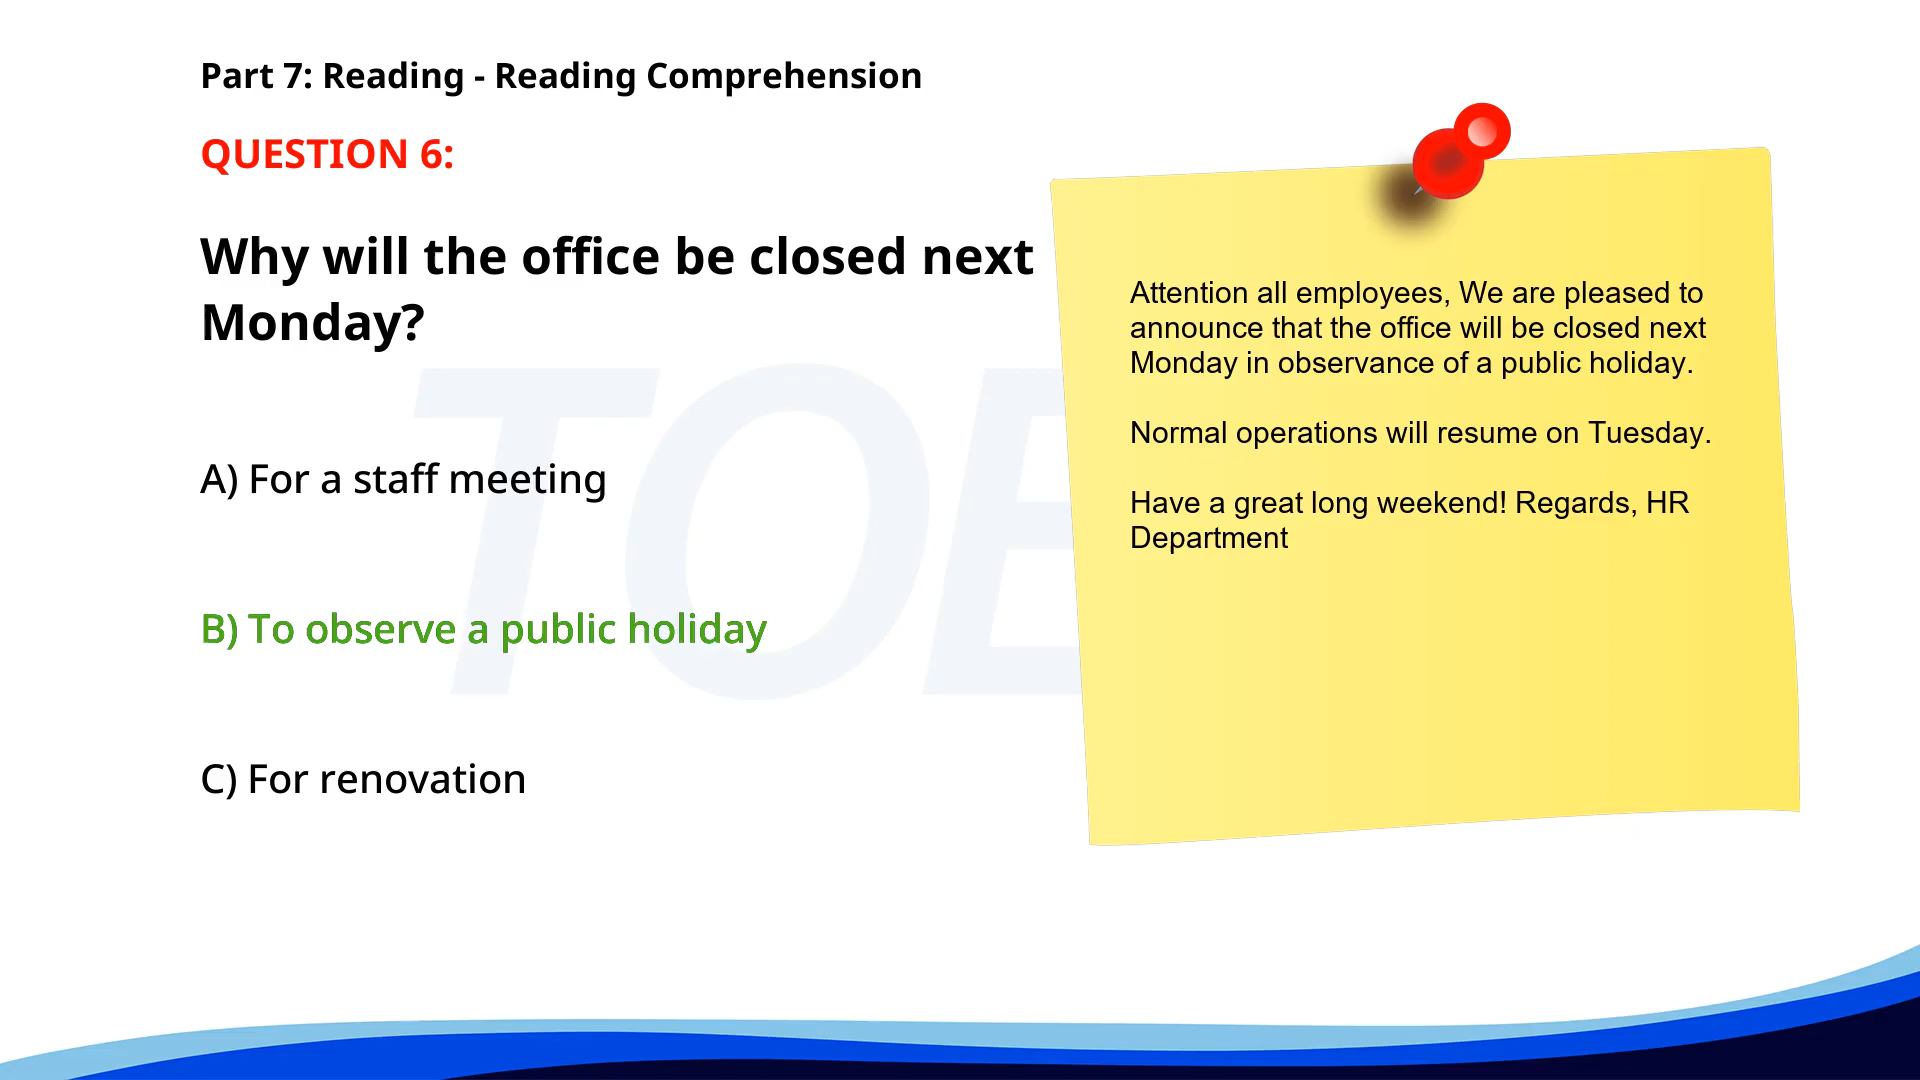 Part 7: Reading - Reading Comprehension
QUESTION 6:
Why will the office be closed next
Monday?
A) For a staff meeting
B) To observe a public holiday
C) For renovation
Attention all employees, We are pleased to
announce that the office will be closed next
Monday in observance of a public holiday.
Normal operations will resume on Tuesday.
Have a great long weekend! Regards, HR
Department